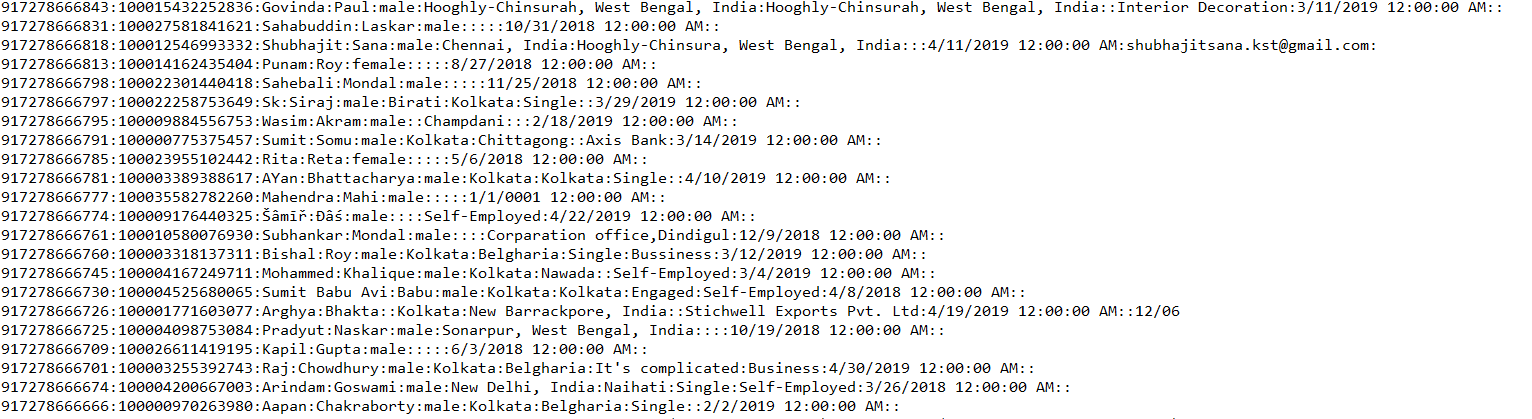 917278666843:100015432252836:Govinda:Paul:male:Hooghly-Chinsurah, West Bengal, India:Hooghly-Chinsurah, West Bengal, India::Interior Decoration:3/11/2019 12:00:00 AM::
917278666831:100027581841621:Sahabuddin:Laskar:male:::::10/31/2018 12:00:00 AM::
917278666818:100012546993332:Shubhajit:Sana:male:Chennai, India:Hooghly-Chinsura, West Bengal, India:::4/11/2019 12:00:00 AM:shubhajitsana.kst@gmail.com:
917278666813:100014162435404:Punam:Roy:female:::::8/27/2018 12:00:00 AM::
917278666798:100022301440418:Sahebali:Mondal:male:::::11/25/2018 12:00:00 AM::
917278666797:100022258753649:Sk:Siraj:male:Birati:Kolkata:Single::3/29/2019 12:00:00 AM::
917278666795:100009884556753:Wasim:Akram:male::Champdani:::2/18/2019 12:00:00 AM::
917278666791:100000775375457:Sumit:Somu:male:Kolkata:Chittagong::Axis Bank:3/14/2019 12:00:00 AM::
917278666785:100023955102442:Rita:Reta:female:::::5/6/2018 12:00:00 AM::
917278666781:100003389388617:AYan:Bhattacharya:male:Kolkata:Kolkata:Single::4/10/2019 12:00:00 AM::
917278666777:100035582782260:Mahendra:Mahi:male:::::1/1/0001 12:00:00 AM::
917278666774:100009176440325:Šâmiř:Đâś:male::::Self-Employed:4/22/2019 12:00:00 AM::
917278666761:100010580076930:Subhankar:Mondal:male::::Corparation office,Dindigul:12/9/2018 12:00:00 AM::
917278666760:100003318137311:Bishal:Roy:male:Kolkata:Belgharia:Single:Bussiness:3/12/2019 12:00:00 AM::
917278666745:100004167249711:Mohammed:Khalique:male:Kolkata:Nawada::Self-Employed:3/4/2019 12:00:00 AM::
917278666730:100004525680065:Sumit Babu Avi:Babu:male:Kolkata:Kolkata:Engaged:Self-Employed:4/8/2018 12:00:00 AM::
917278666726:100001771603077:Arghya:Bhakta::Kolkata:New Barrackpore, India::Stichwell Exports Pvt. Ltd:4/19/2019 12:00:00 AM::12/06
917278666725:100004098753084:Pradyut:Naskar:male:Sonarpur, West Bengal, India::::10/19/2018 12:00:00 AM::
917278666709:100026611419195:Kapil:Gupta:male:::::6/3/2018 12:00:00 AM::
917278666701:100003255392743:Raj:Chowdhury:male:Kolkata:Belgharia:It's complicated:Business:4/30/2019 12:00:00 AM::
917278666674:100004200667003:Arindam:Goswami:male:New Delhi, India:Naihati:Single:Self-Employed:3/26/2018 12:00:00 AM::
917278666666:100000970263980:Aapan:Chakraborty:male:Kolkata:Belgharia:Single::2/2/2019 12:00:00 AM::